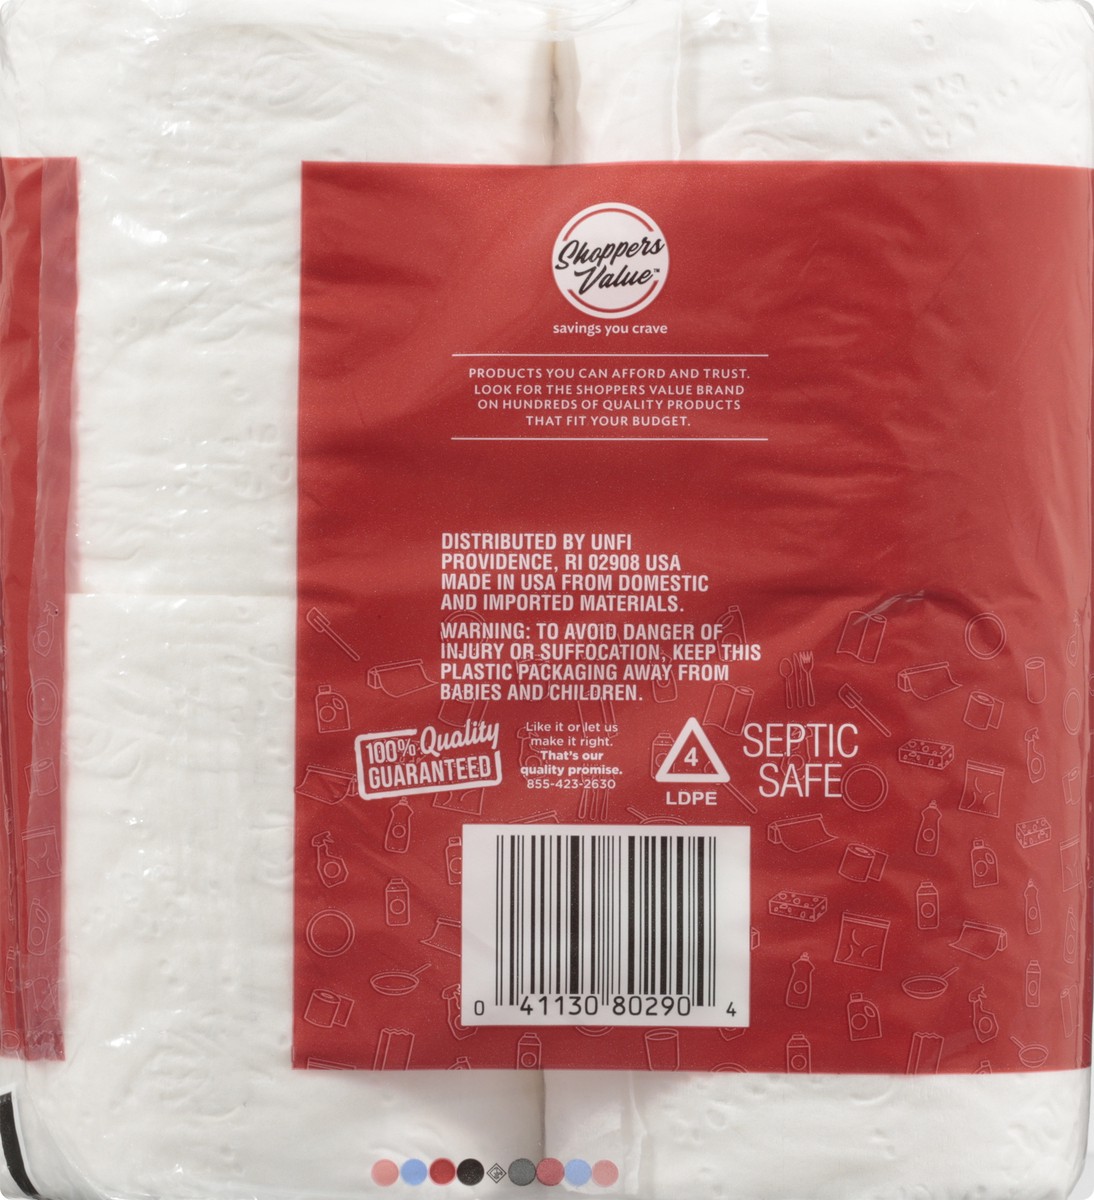 Shoppers
Value™
savings you crave
PRODUCTS YOU CAN AFFORD AND TRUST.
LOOK FOR THE SHOPPERS VALUE BRAND
ON HUNDREDS OF QUALITY PRODUCTS
THAT FIT YOUR BUDGET.
DISTRIBUTED BY UNFI
PROVIDENCE, RI 02908 USA
MADE IN USA FROM DOMESTIC
AND IMPORTED MATERIALS.
WARNING: TO AVOID DANGER OF
INJURY OR SUFFOCATION, KEEP THIS
PLASTIC PACKAGING AWAY FROM
BABIES AND CHILDREN.
100% Quality
GUARANTEED
Like it or let us
make it right.
That's our
quality promise.
855-423-2630
4
LDPE
SEPTIC
SAFE
0 41130 80290 4